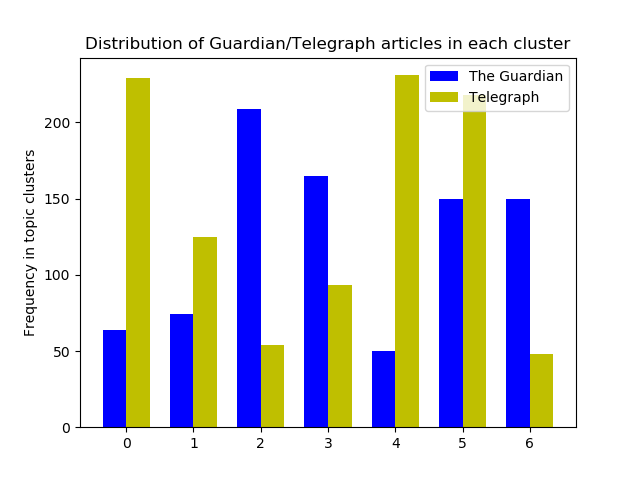 Distribution of Guardian/Telegraph articles in each cluster
The Guardian
Telegraph
Frequency in topic clusters
200
150
100
50
0
0 1 2 3 4 5 6